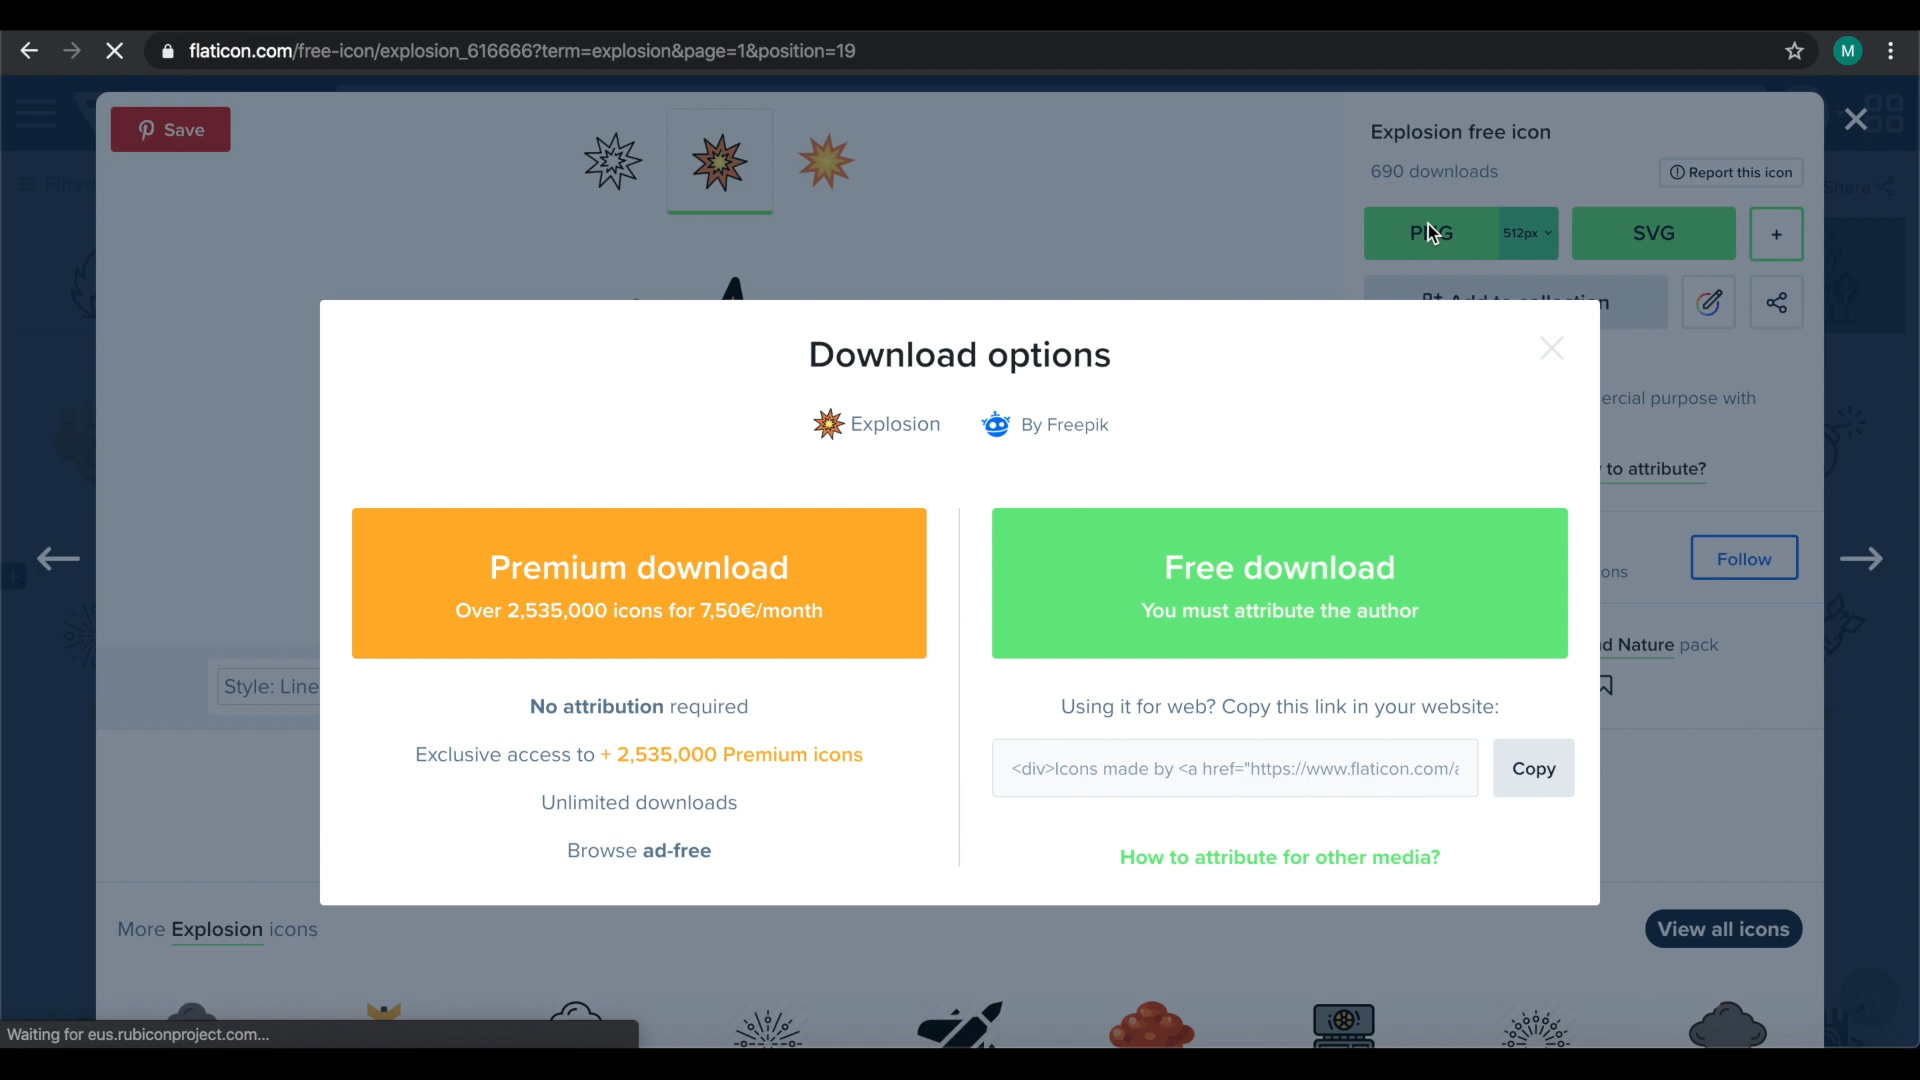 flaticon.com/free-icon/explosion_616666?term=explosion&page=1&position=19
M
Save
Explosion free icon
690 downloads
Report this icon
Filter
Share
PNG
512px
SVG
+
Download options
Explosion
By Freepik
ercial purpose with
to attribute?
Premium download
Over 2,535,000 icons for 7,50€/month
Free download
You must attribute the author
Follow
ons
No attribution required
Using it for web? Copy this link in your website:
Exclusive access to + 2,535,000 Premium icons
<div>Icons made by <a href="https://www.flaticon.com/a
Copy
Unlimited downloads
Browse ad-free
How to attribute for other media?
Style: Line
d Nature pack
More Explosion icons
View all icons
Waiting for eus.rubiconproject.com...